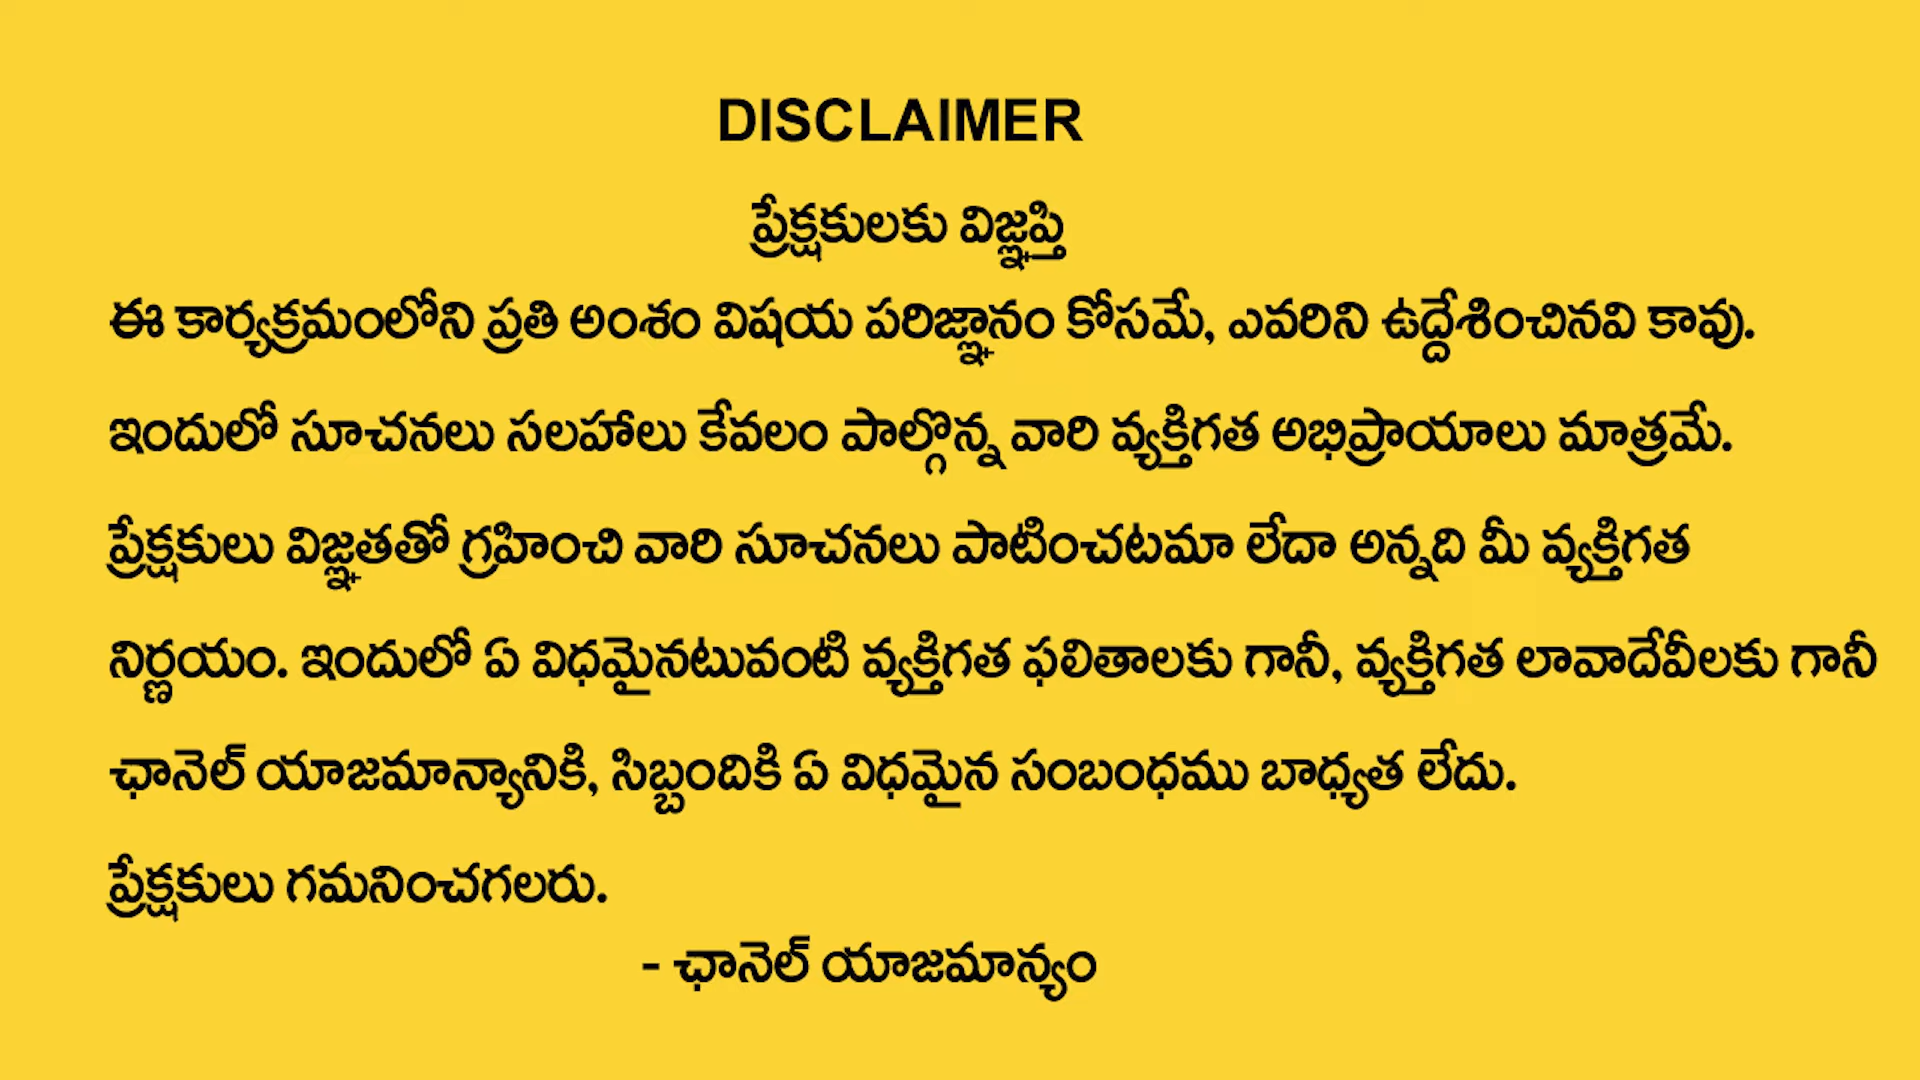 DISCLAIMER
ప్రేక్షకులకు విజ్ఞప్తి
ఈ కార్యక్రమంలోని ప్రతి అంశం విషయ పరిజ్ఞానం కోసమే, ఎవరిని ఉద్దేశించినవి కావు.
ఇందులో సూచనలు సలహాలు కేవలం పాల్గొన్న వారి వ్యక్తిగత అభిప్రాయాలు మాత్రమే.
ప్రేక్షకులు విజ్ఞతతో గ్రహించి వారి సూచనలు పాటించటమా లేదా అన్నది మీ వ్యక్తిగత
నిర్ణయం. ఇందులో ఏ విధమైనటువంటి వ్యక్తిగత ఫలితాలకు గానీ, వ్యక్తిగత లావాదేవీలకు గానీ
ఛానెల్ యాజమాన్యానికి, సిబ్బందికి ఏ విధమైన సంబంధము బాధ్యత లేదు.
ప్రేక్షకులు గమనించగలరు.
- ఛానెల్ యాజమాన్యం